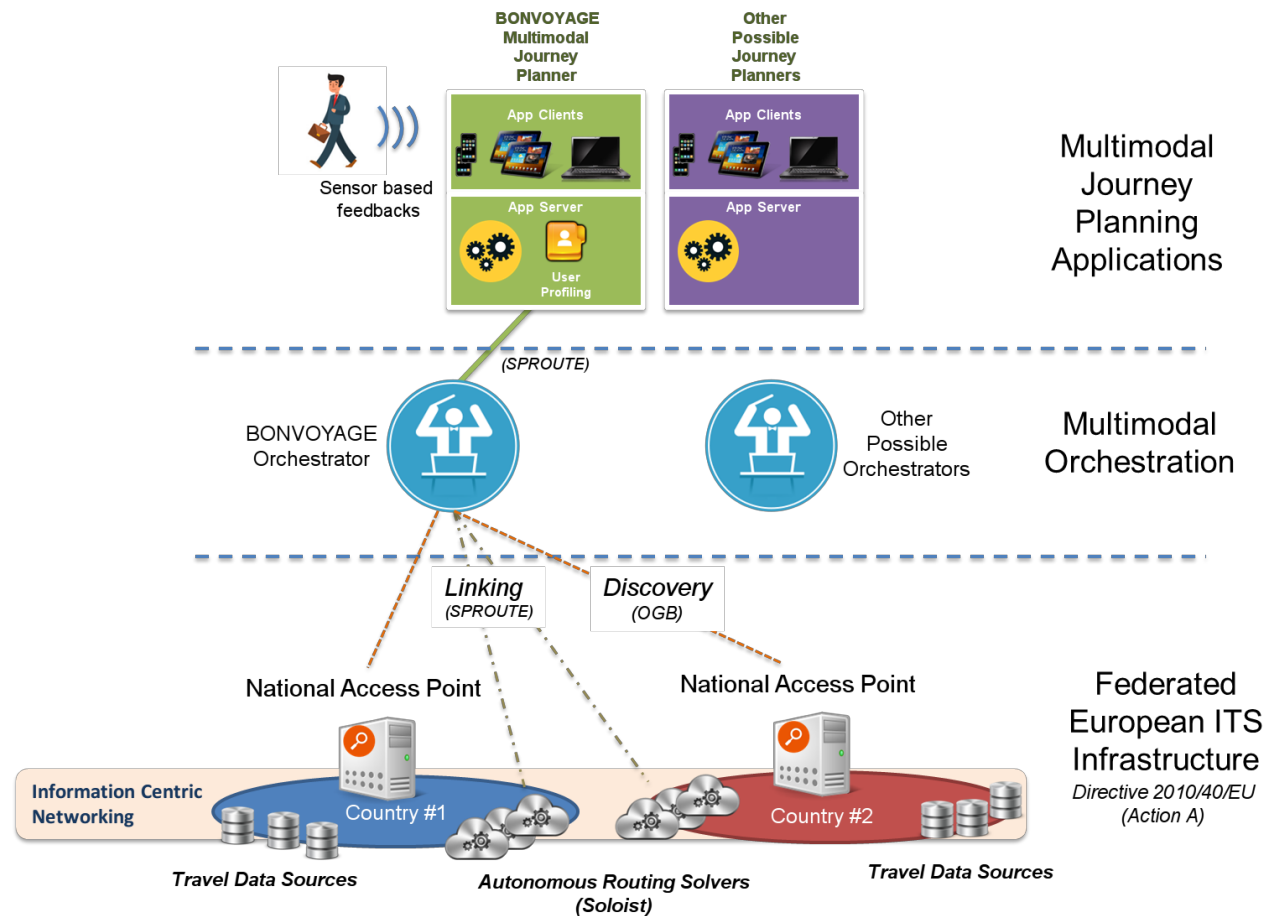 BONVOYAGE
Multimodal
Journey
Planner
Other
Possible
Journey
Planners
App Clients
App Clients
Sensor based
feedbacks
App Server
User
Profiling
App Server
Multimodal
Journey
Planning
Applications
(SPROUTE)
BONVOYAGE
Orchestrator
Other
Possible
Orchestrators
Multimodal
Orchestration
Linking
(SPROUTE)
Discovery
(OGB)
National Access Point
National Access Point
Federated
European ITS
Infrastructure
Directive 2010/40/EU
(Action A)
Information Centric
Networking
Country #1
Country #2
Travel Data Sources
Autonomous Routing Solvers
(Soloist)
Travel Data Sources